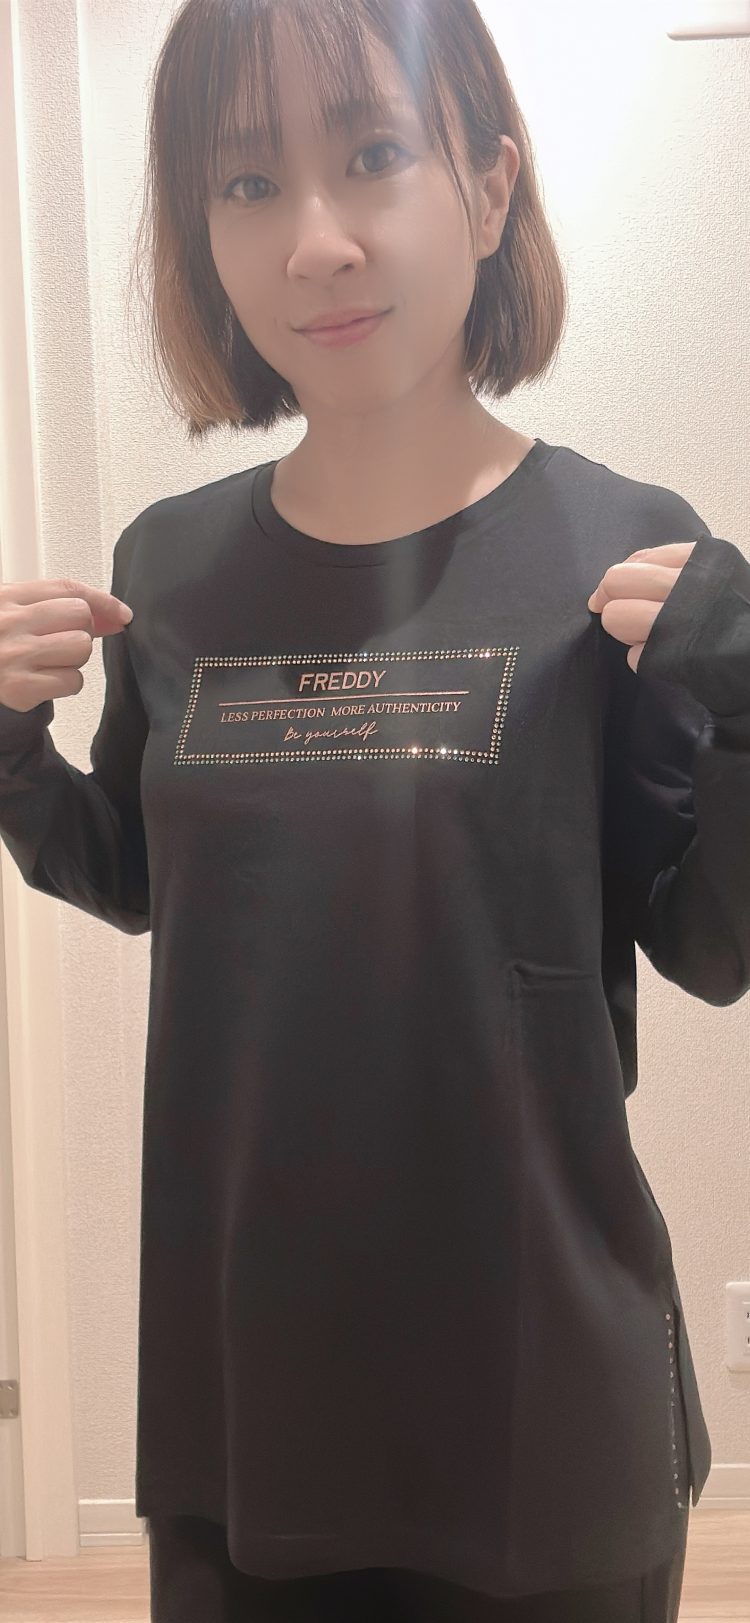 FREDDY
LESS PERFECTION MORE AUTHENTICITY
Be yourself